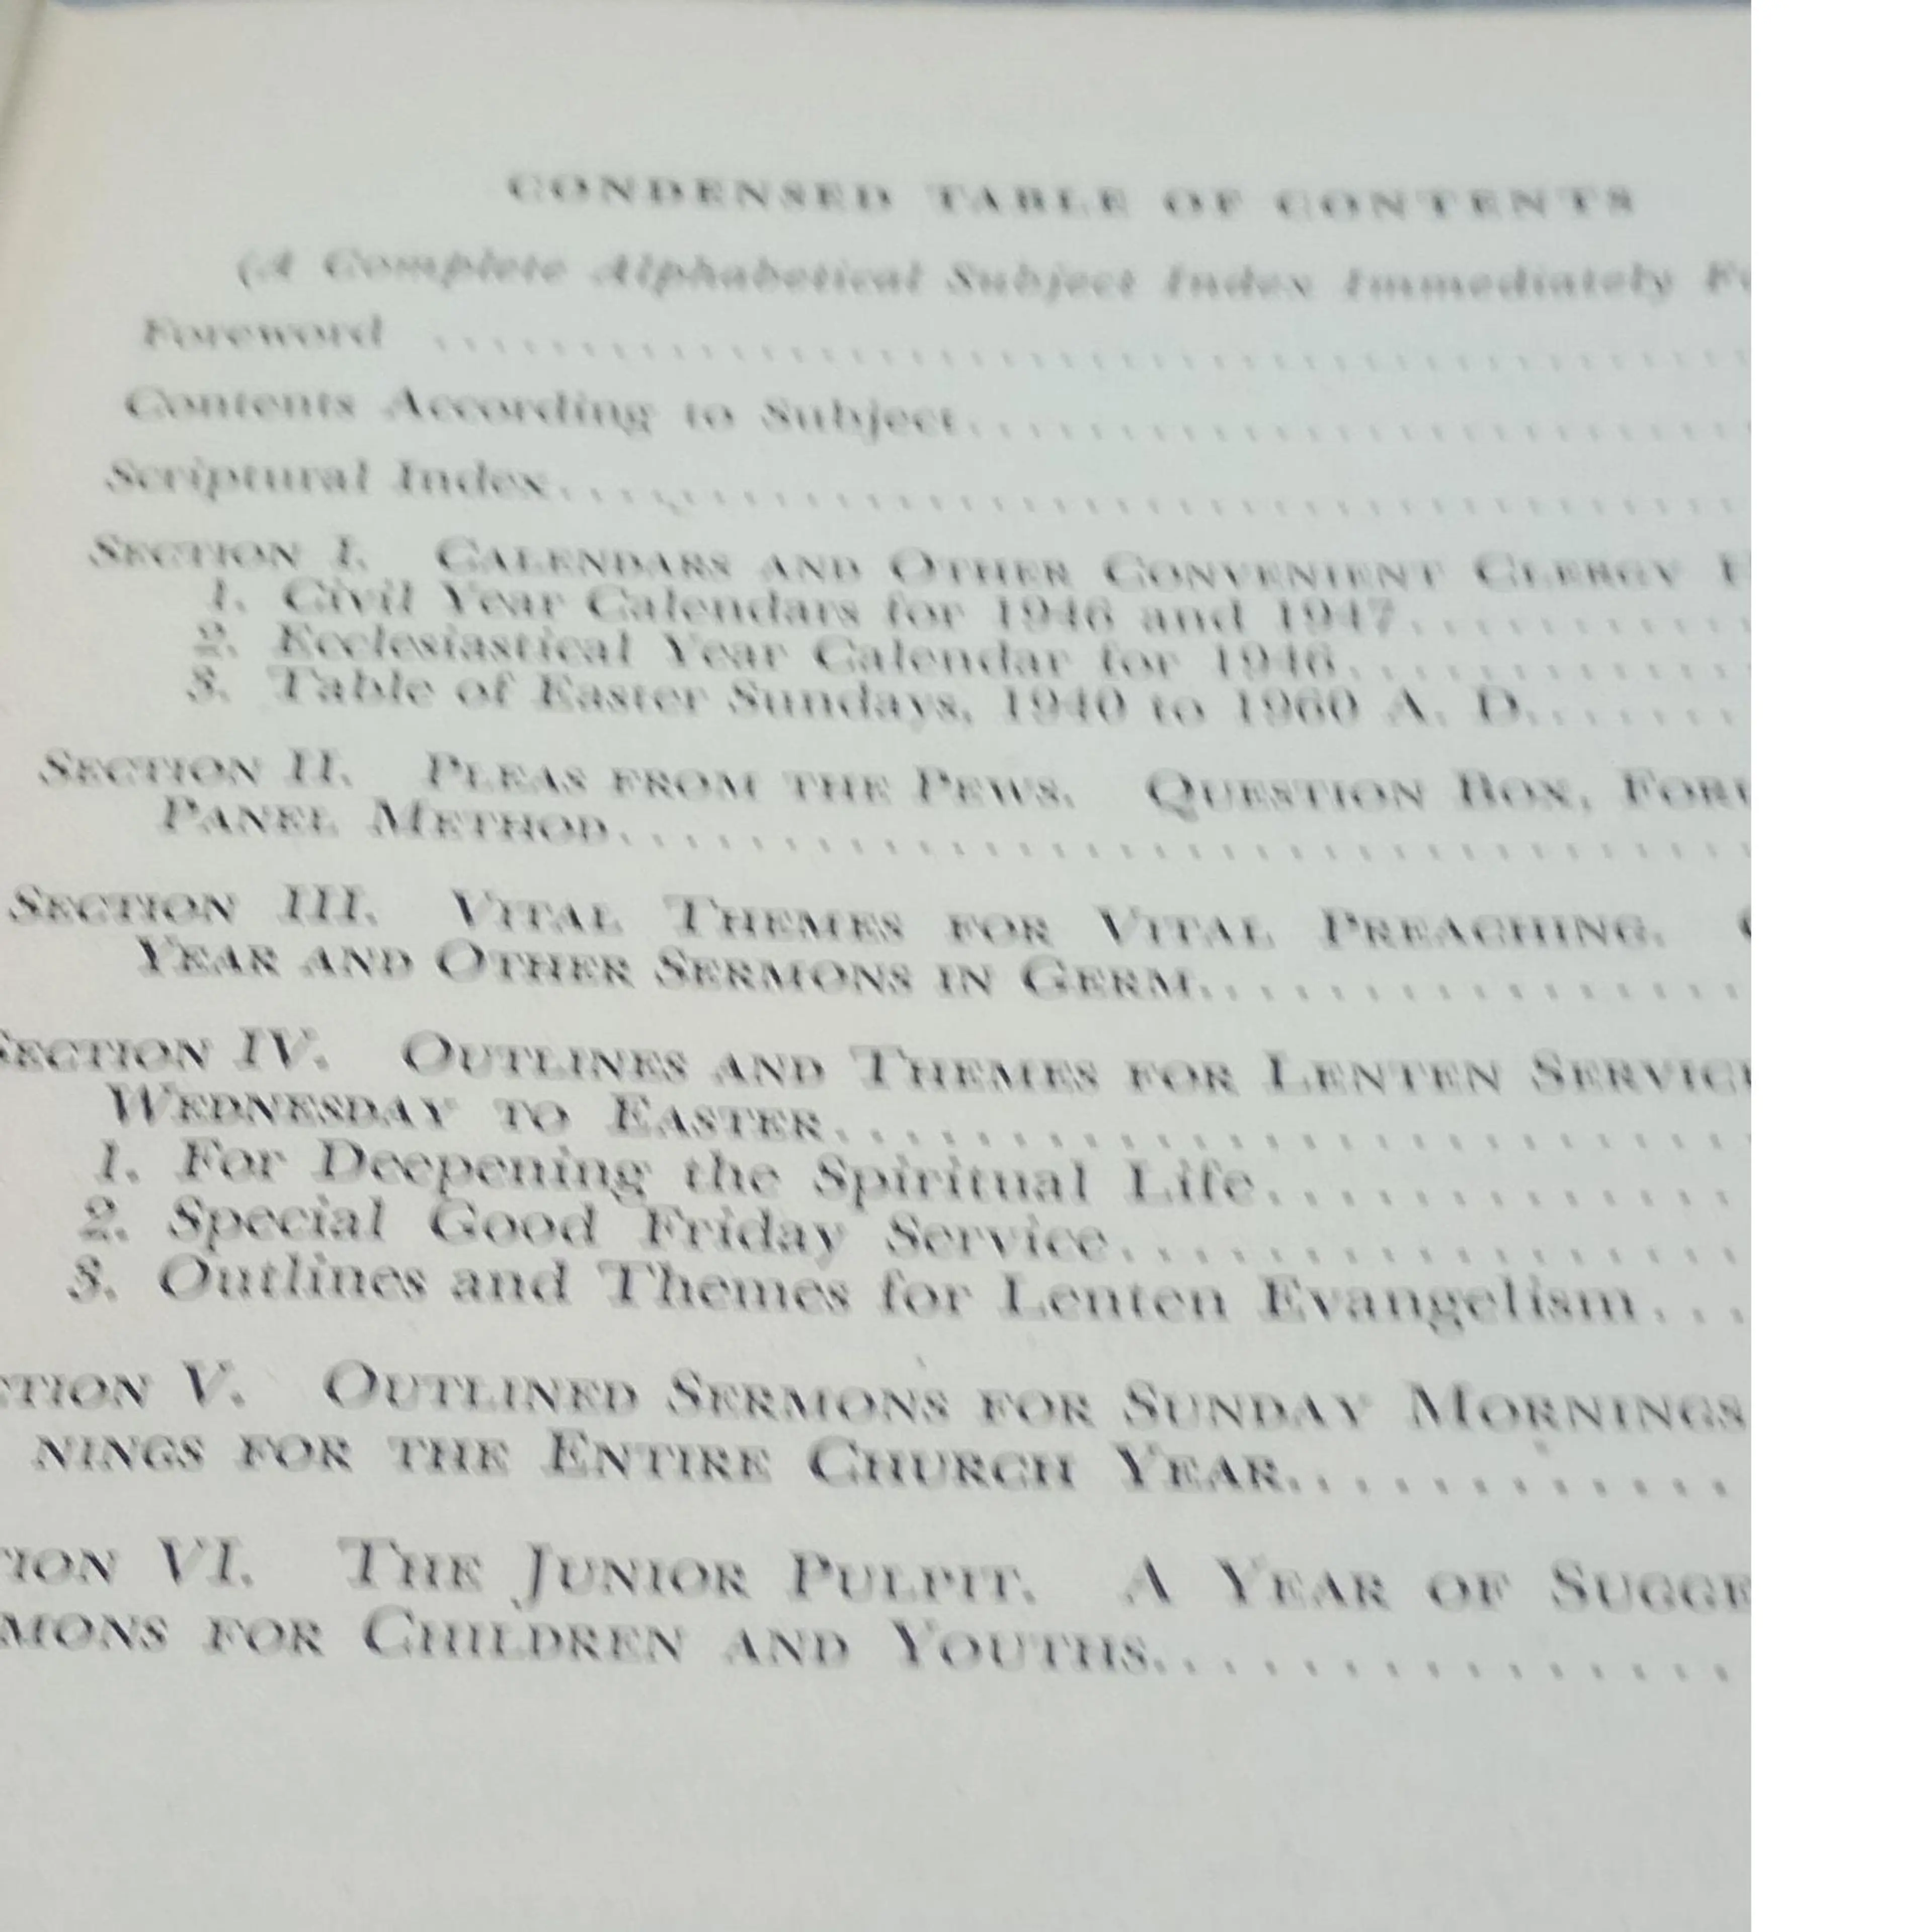 CONDENSED TABLE OF CONTENTS
(A Complete Alphabetical Subject Index Immediately
Foreword
Contents According to Subject
Scriptural Index
SECTION I. CALENDARS AND OTHER CONVENIENT CLERGY
1. Civil Year Calendars for 1946 and 1947
2. Ecclesiastical Year Calendar for 1946
3. Table of Easter Sundays, 1940 to 1960 A. D.
SECTION II. PLEAS FROM THE PEWS. QUESTION BOX,
PANEL METHOD
SECTION III. VITAL THEMES FOR VITAL PREACHING.
YEAR AND OTHER SERMONS IN GERM
SECTION IV. OUTLINES AND THEMES FOR LENTEN
WEDNESDAY TO EASTER
1. For Deepening the Spiritual Life
2. Special Good Friday Service
3. Outlines and Themes for Lenten Evangelism
CTION V. OUTLINED SERMONS FOR SUNDAY MORNINGS
NINGS FOR THE ENTIRE CHURCH YEAR
TION VI. THE JUNIOR PULPIT. A YEAR OF SUGGE
MONS FOR CHILDREN AND YOUTHS